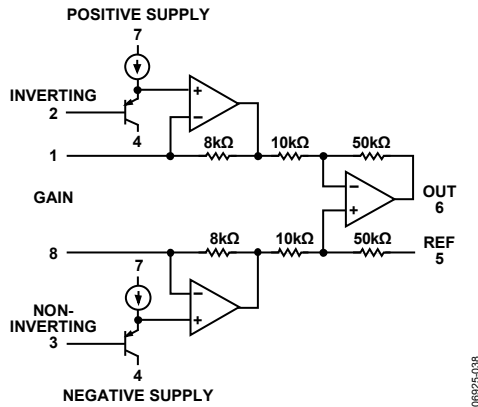 POSITIVE SUPPLY
7
INVERTING
2
4
1
8kΩ 10kΩ 50kΩ
GAIN
OUT
6
8kΩ 10kΩ 50kΩ
8
REF
5
7
NON-
INVERTING
3
4
NEGATIVE SUPPLY
06925-038